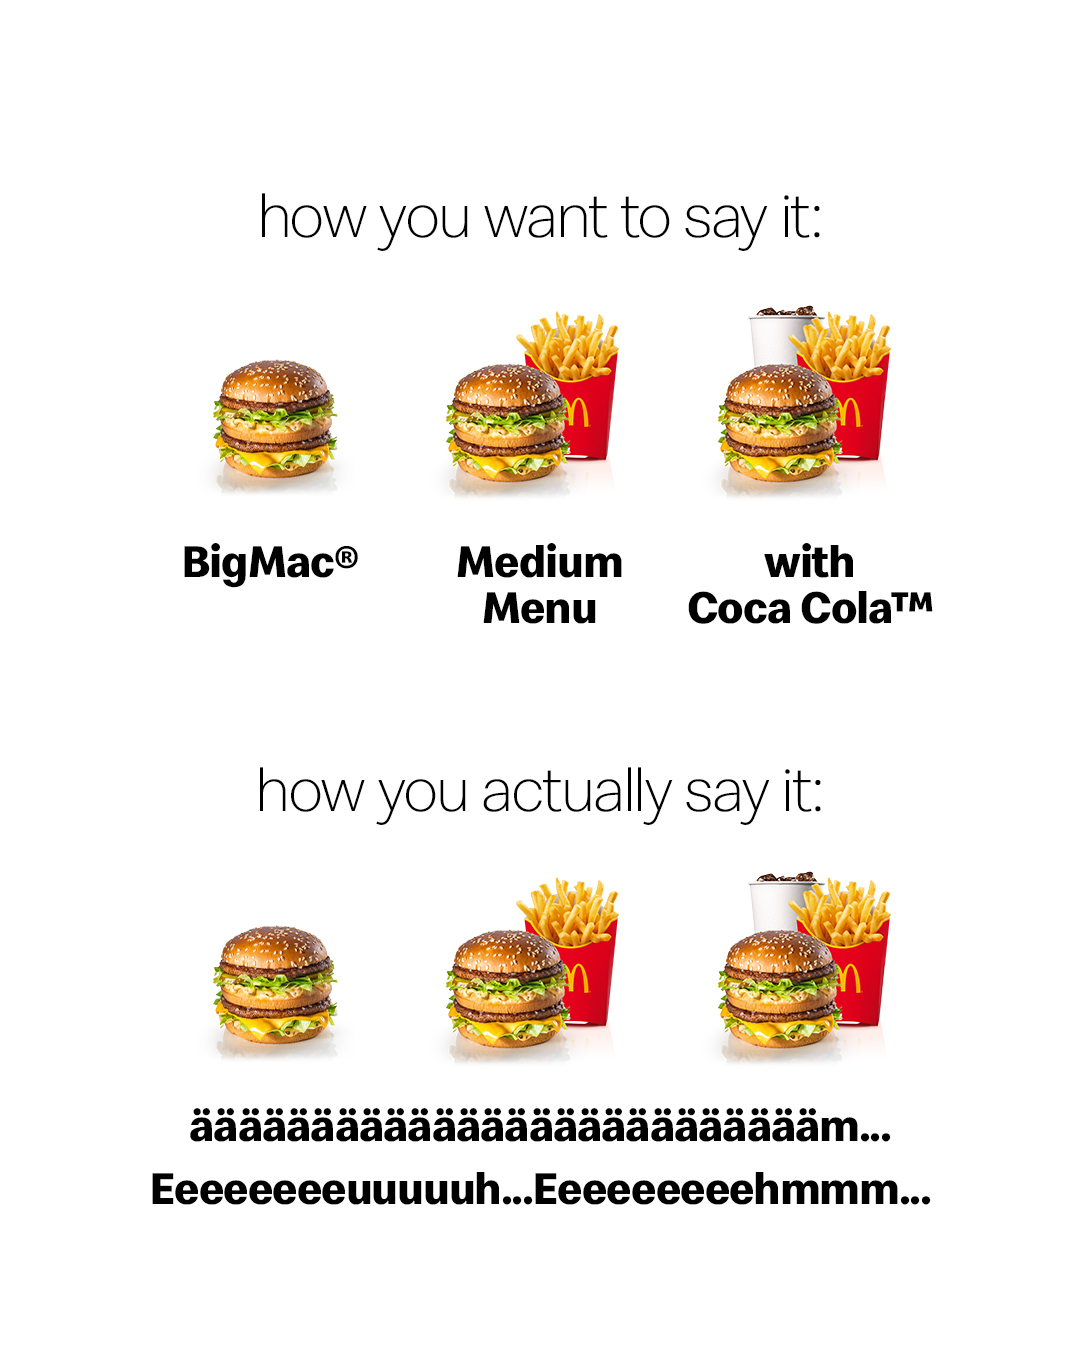 how you want to say it:
BigMac® Medium Menu with Coca Cola™
how you actually say it:
ääääääääääääääääääääääääääm...
Eeeeeeeeuuuuuh...Eeeeeeeeehmmm...